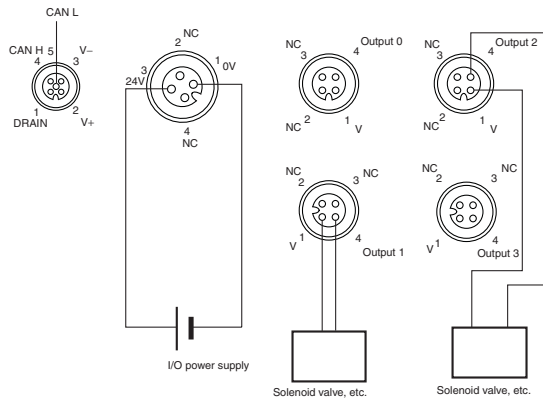 CAN L
CAN H 5 V–
4 3
1 2
DRAIN V+
NC
2
3 1 0V
24V
4
NC
I/O power supply
NC Output 0
3 4
NC 2 1 V
NC Output 2
3 4
NC 2 1 V
NC NC
2 3
V 1 4
Output 1
Solenoid valve, etc.
NC NC
2 3
V 1 4
Output 3
Solenoid valve, etc.